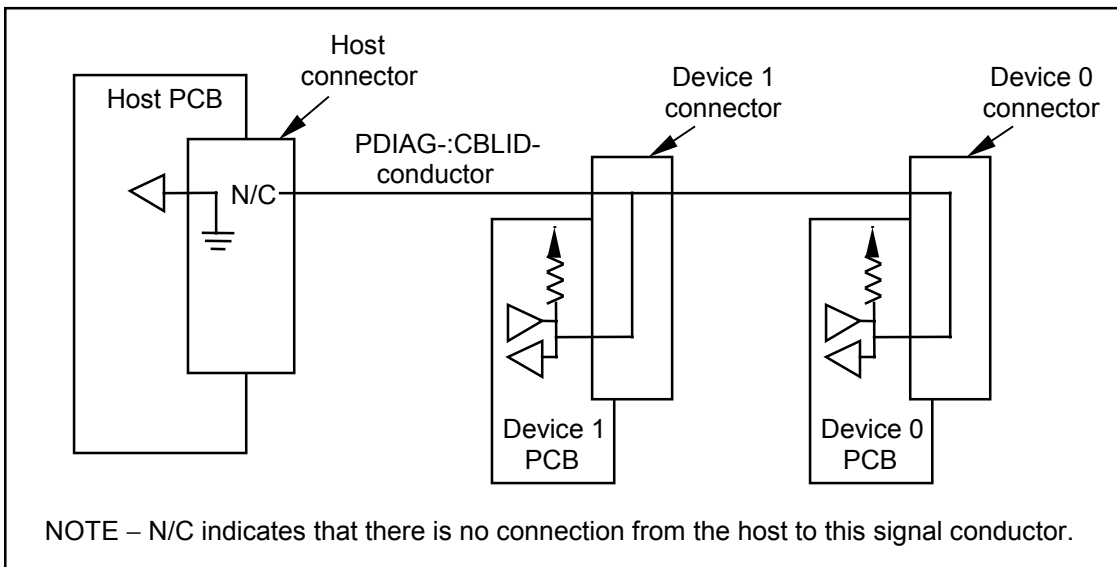 Host
connector
Host PCB
Device 1
connector
Device 0
connector
PDIAG-:CBLID-
conductor
N/C
Device 1
PCB
Device 0
PCB
NOTE – N/C indicates that there is no connection from the host to this signal conductor.